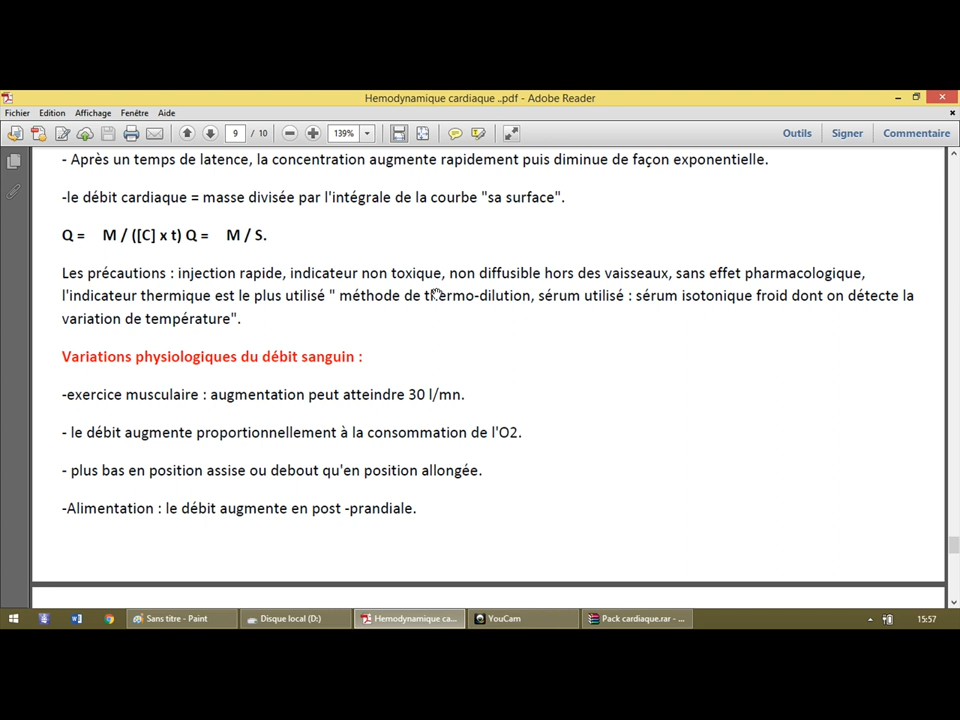 Hemodynamique cardiaque ..pdf - Adobe Reader
Fichier Edition Affichage Fenêtre Aide
9 / 10 139% Outils Signer Commentaire
- Après un temps de latence, la concentration augmente rapidement puis diminue de façon exponentielle.
-le débit cardiaque = masse divisée par l'intégrale de la courbe "sa surface".
Q = M / ([C] x t) Q = M / S.
Les précautions : injection rapide, indicateur non toxique, non diffusible hors des vaisseaux, sans effet pharmacologique,
l'indicateur thermique est le plus utilisé " méthode de thermo-dilution, sérum utilisé : sérum isotonique froid dont on détecte la
variation de température".
Variations physiologiques du débit sanguin :
-exercice musculaire : augmentation peut atteindre 30 l/mn.
- le débit augmente proportionnellement à la consommation de l'O2.
- plus bas en position assise ou debout qu'en position allongée.
-Alimentation : le débit augmente en post -prandiale.
Sans titre - Paint Disque local (D:) Hemodynamique ca... YouCam Pack cardiaque.rar - ... 15:57